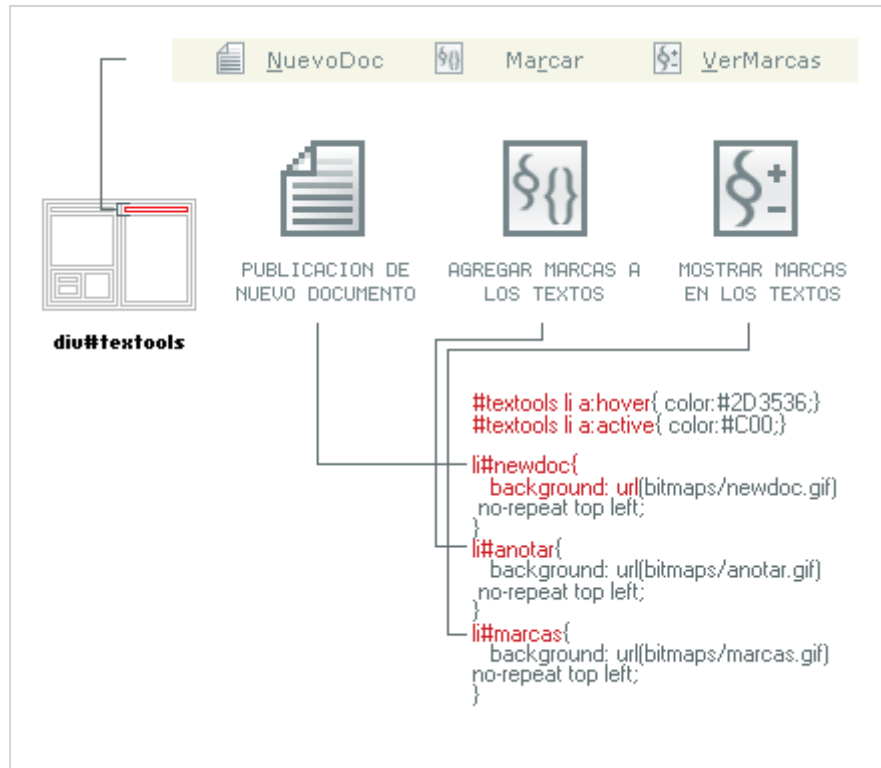 NuevoDoc Marcar VerMarcas
PUBLICACION DE
NUEVO DOCUMENTO
AGREGAR MARCAS A
LOS TEXTOS
MOSTRAR MARCAS
EN LOS TEXTOS
div#textools
#textools li a:hover{ color:#2D3536;}
#textools li a:active{ color:#C00;}
li#newdoc{
background: url(bitmaps/newdoc.gif)
no-repeat top left;
}
li#anotar{
background: url(bitmaps/anotar.gif)
no-repeat top left;
}
li#marcas{
background: url(bitmaps/marcas.gif)
no-repeat top left;
}